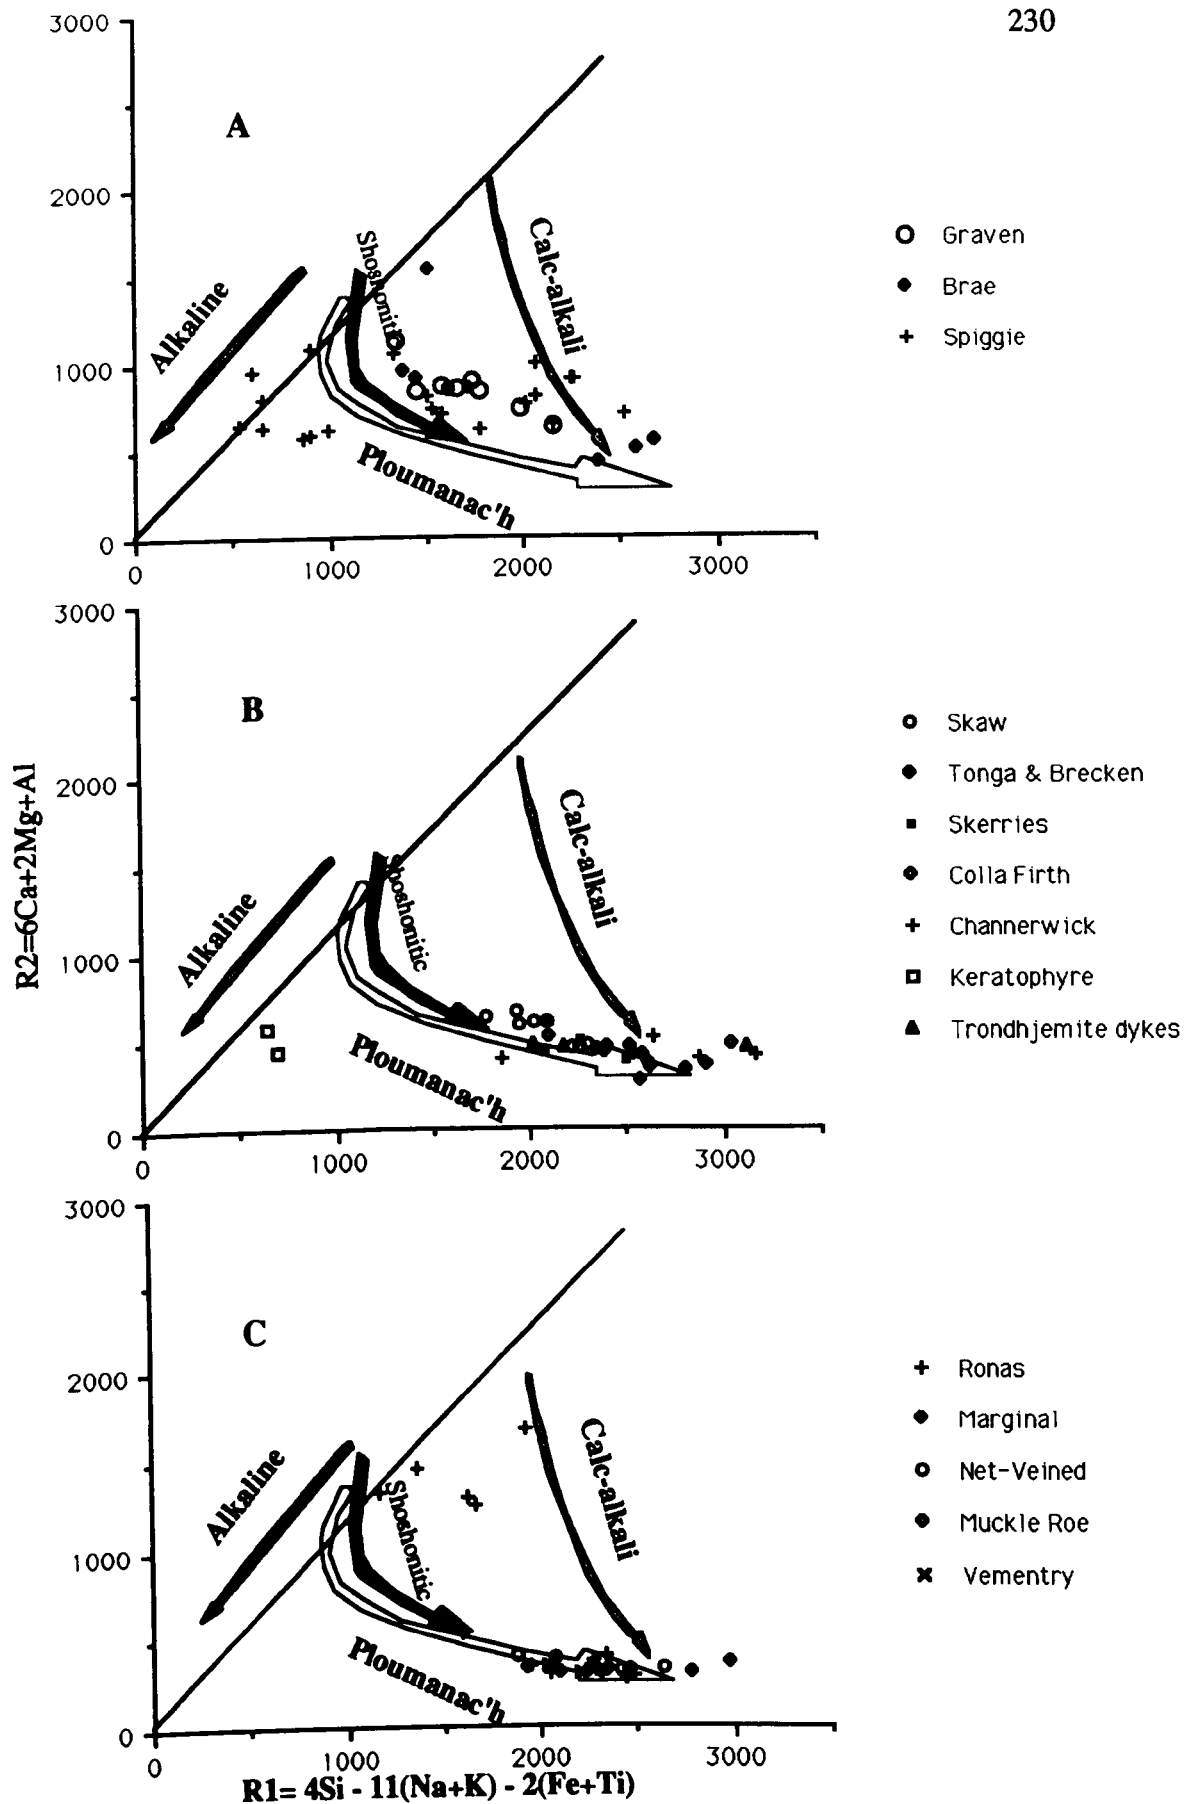 230
3000
A
2000
Shoshonitic
Calc-alkali
Graven
Brae
Alkaline
Spiggie
1000
Ploumanac'h
0
0 1000 2000 3000
3000
B
Skaw
2000
Tonga & Brecken
Calc-alkali
Skerries
R2=6Ca+2Mg+Al
Shoshonitic
Colla Firth
Alkaline
Channerwick
1000
Keratophyre
Trondhjemite dykes
Ploumanac'h
0
0 1000 2000 3000
3000
C
Ronas
2000
Marginal
Calc-alkali
Net-Veined
Alkaline
Shoshonitic
Muckle Roe
1000
Vementry
Ploumanac'h
0
0 1000 2000 3000
R1= 4Si - 11(Na+K) - 2(Fe+Ti)